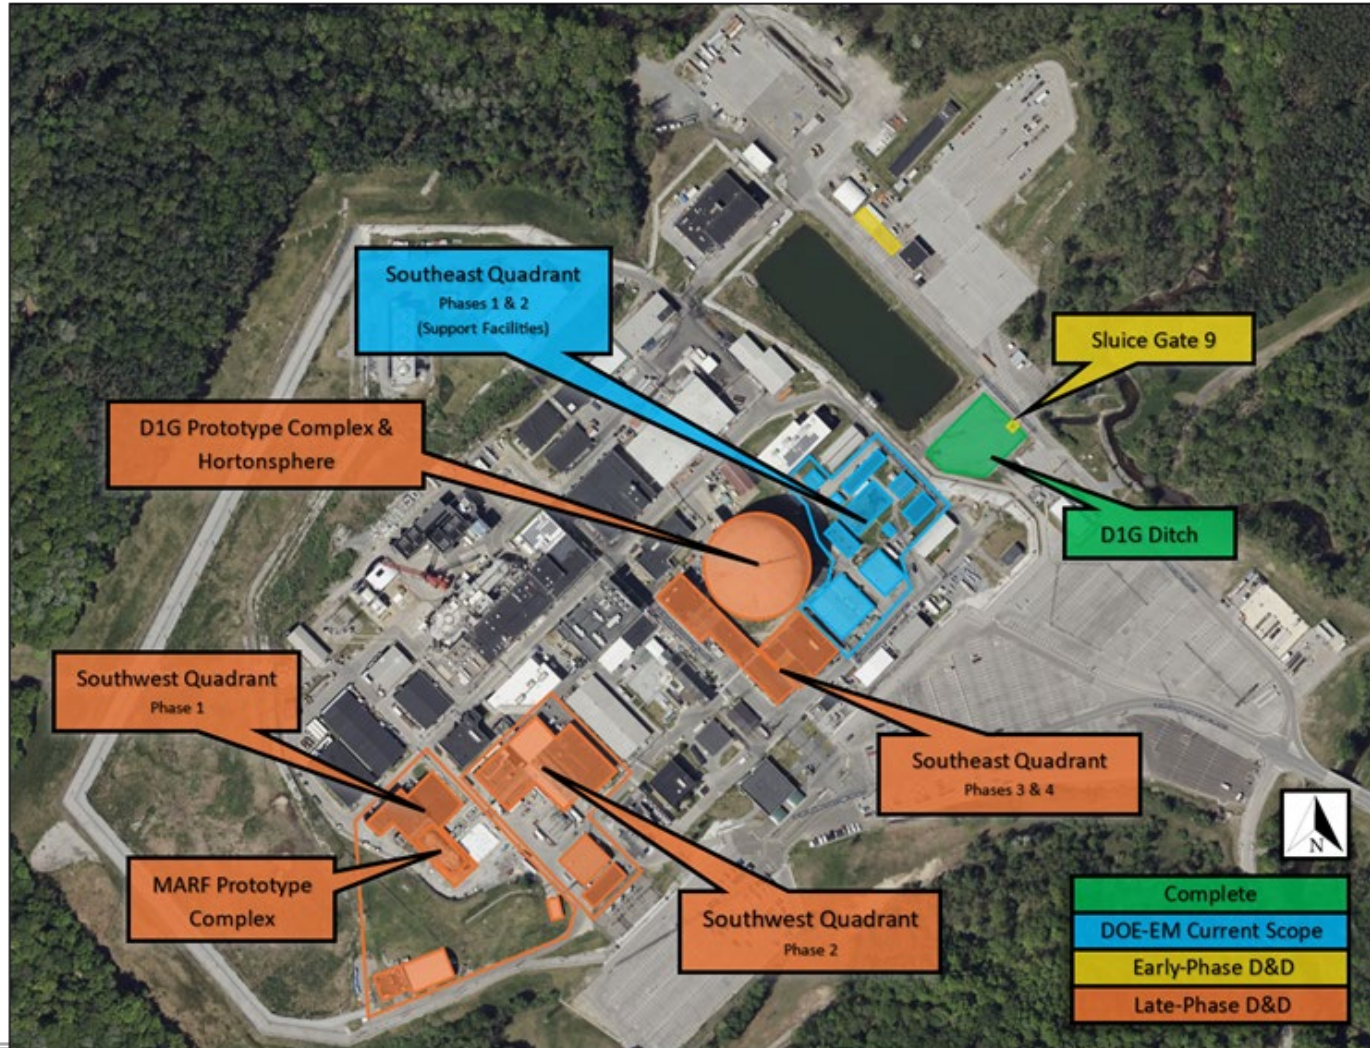 Southeast Quadrant
Phases 1 & 2
(Support Facilities)
Sluice Gate 9
D1G Prototype Complex &
Hortonsphere
D1G Ditch
Southwest Quadrant
Phase 1
Southeast Quadrant
Phases 3 & 4
MARF Prototype
Complex
Southwest Quadrant
Phase 2
N
Complete
DOE-EM Current Scope
Early-Phase D&D
Late-Phase D&D